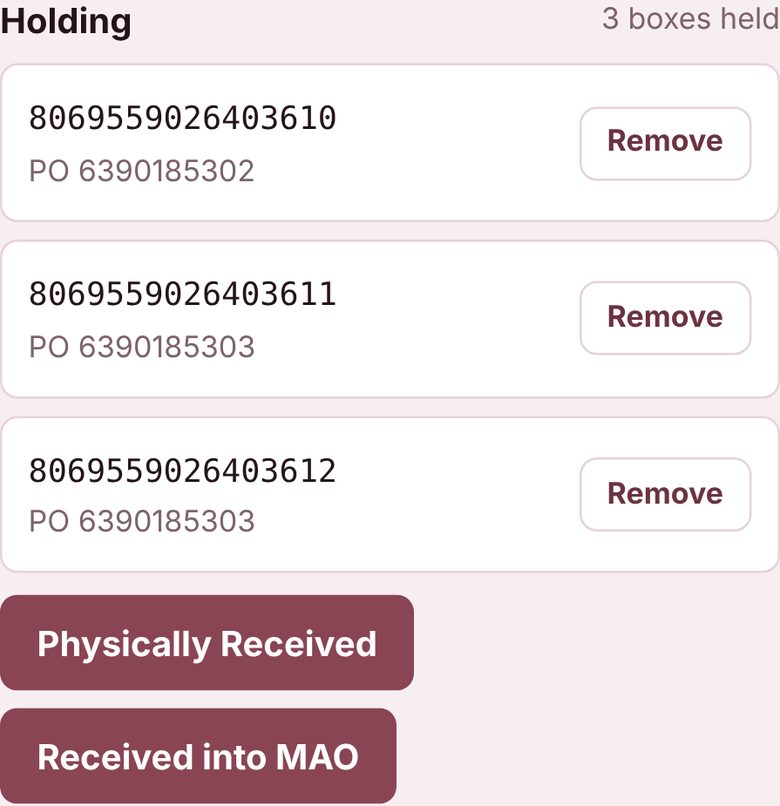 Holding
3 boxes held
8069559026403610
Remove
PO 6390185302
8069559026403611
Remove
PO 6390185303
8069559026403612
Remove
PO 6390185303
Physically Received
Received into MAO